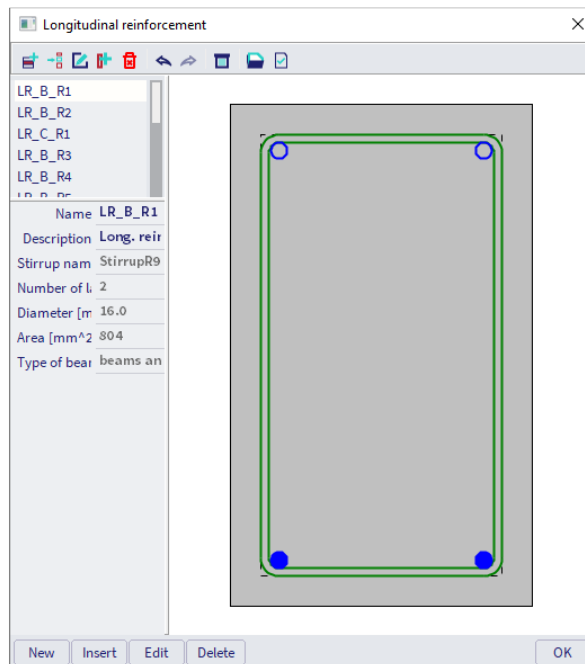 Longitudinal reinforcement
LR_B_R1
LR_B_R2
LR_C_R1
LR_B_R3
LR_B_R4
Name LR_B_R1
Description Long. reir
Stirrup nam StirrupR9
Number of la 2
Diameter [m 16.0
Area [mm^2 804
Type of bear beams an
New Insert Edit Delete OK